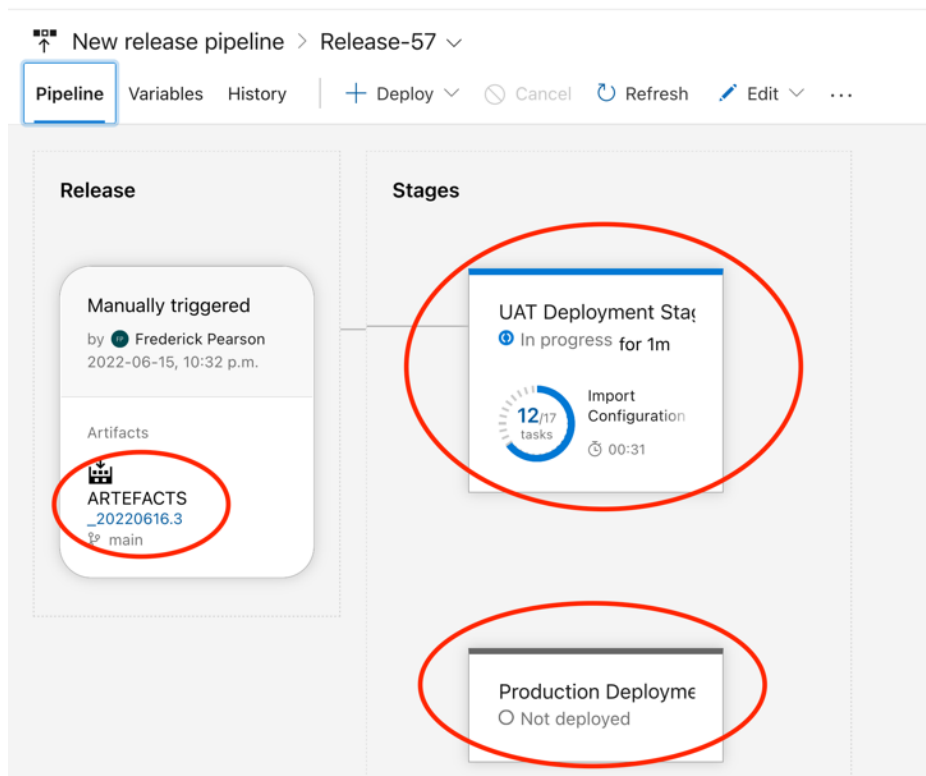 New release pipeline > Release-57
Pipeline Variables History + Deploy Cancel Refresh Edit ...
Release
Stages
Manually triggered
by FP Frederick Pearson
2022-06-15, 10:32 p.m.
Artifacts
ARTEFACTS
_20220616.3
main
UAT Deployment Stag
In progress for 1m
12/17
tasks
Import
Configuration
00:31
Production Deployme
Not deployed